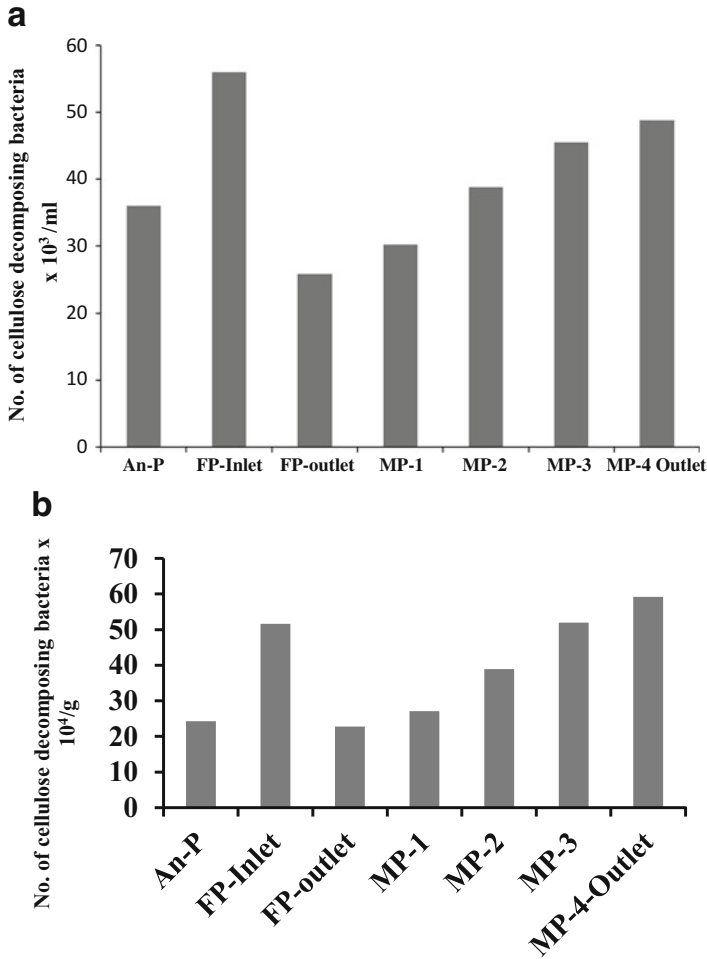 a
No. of cellulose decomposing bacteria
x 10³ /ml
60
50
40
30
20
10
0
An-P FP-Inlet FP-outlet MP-1 MP-2 MP-3 MP-4 Outlet
b
No. of cellulose decomposing bacteria x
10⁴/g
70
60
50
40
30
20
10
0
An-P FP-Inlet FP-outlet MP-1 MP-2 MP-3 MP-4-Outlet